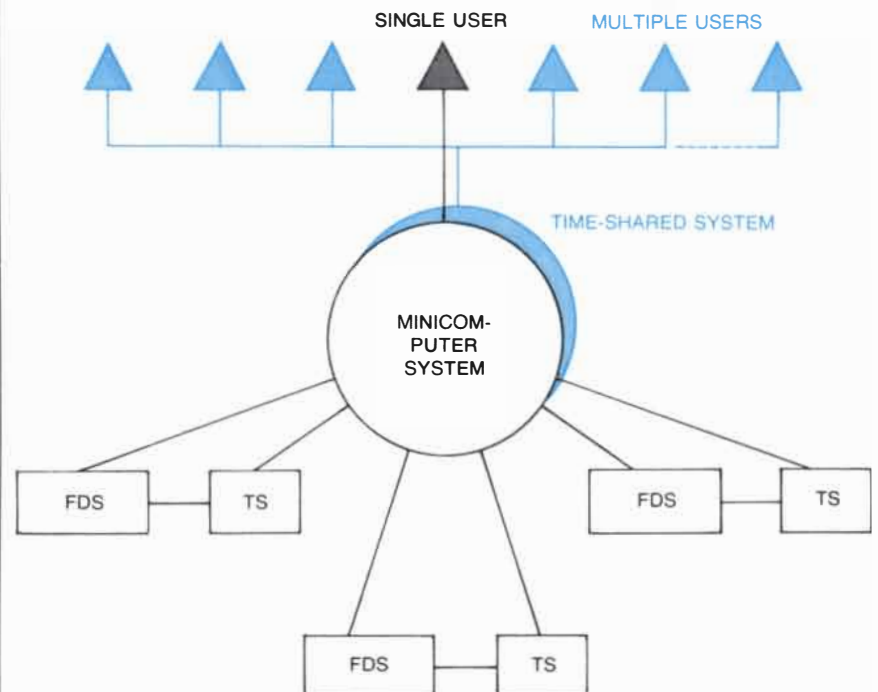 SINGLE USER
MULTIPLE USERS
TIME-SHARED SYSTEM
MINICOM-
PUTER
SYSTEM
FDS
TS
FDS
TS
FDS
TS